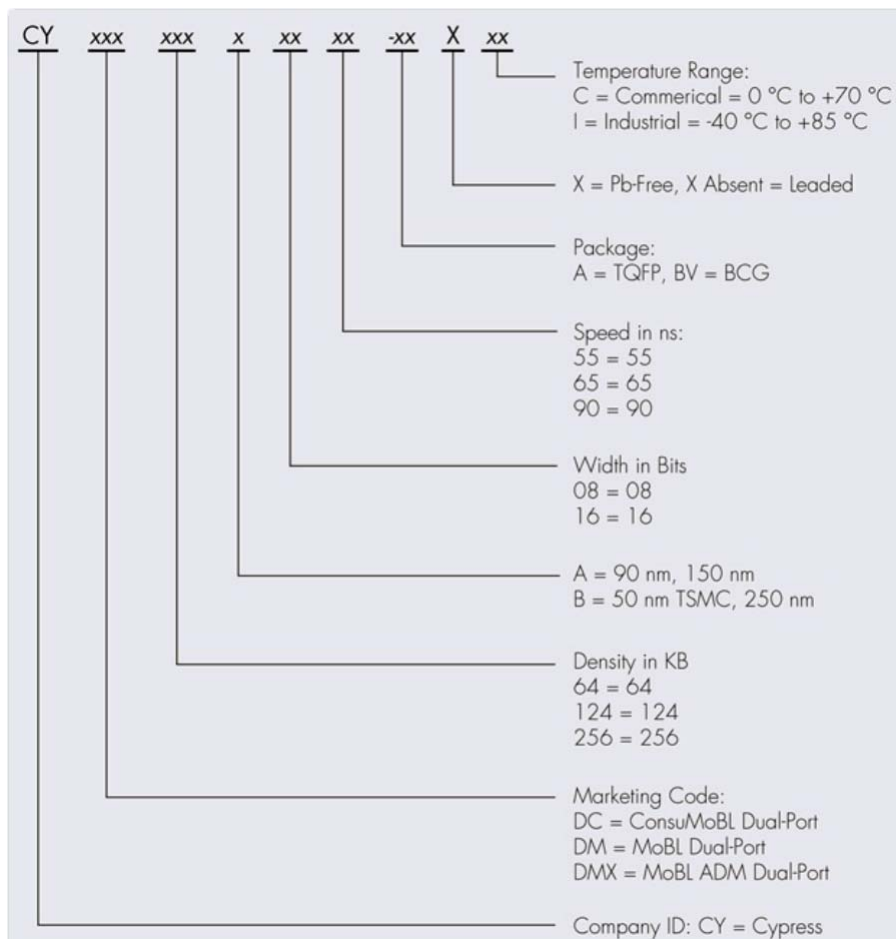 CY xxx xxx x xx xx -xx X xx
Temperature Range:
C = Commerical = 0 °C to +70 °C
I = Industrial = -40 °C to +85 °C
X = Pb-Free, X Absent = Leaded
Package:
A = TQFP, BV = BCG
Speed in ns:
55 = 55
65 = 65
90 = 90
Width in Bits
08 = 08
16 = 16
A = 90 nm, 150 nm
B = 50 nm TSMC, 250 nm
Density in KB
64 = 64
124 = 124
256 = 256
Marketing Code:
DC = ConsuMoBL Dual-Port
DM = MoBL Dual-Port
DMX = MoBL ADM Dual-Port
Company ID: CY = Cypress